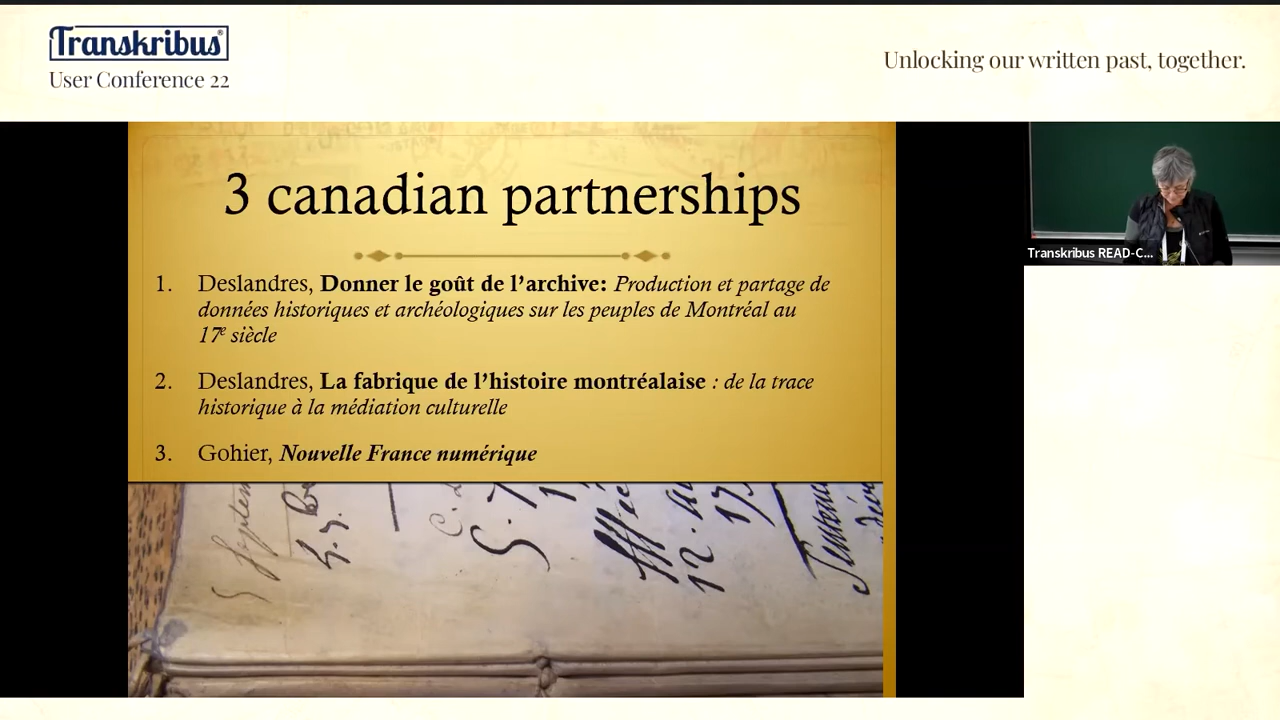 Transkribus®
User Conference 22
Unlocking our written past, together.
3 canadian partnerships
1. Deslandres, Donner le goût de l’archive: Production et partage de
données historiques et archéologiques sur les peuples de Montréal au
17e siècle
2. Deslandres, La fabrique de l’histoire montréalaise : de la trace
historique à la médiation culturelle
3. Gohier, Nouvelle France numérique
Transkribus READ-C...